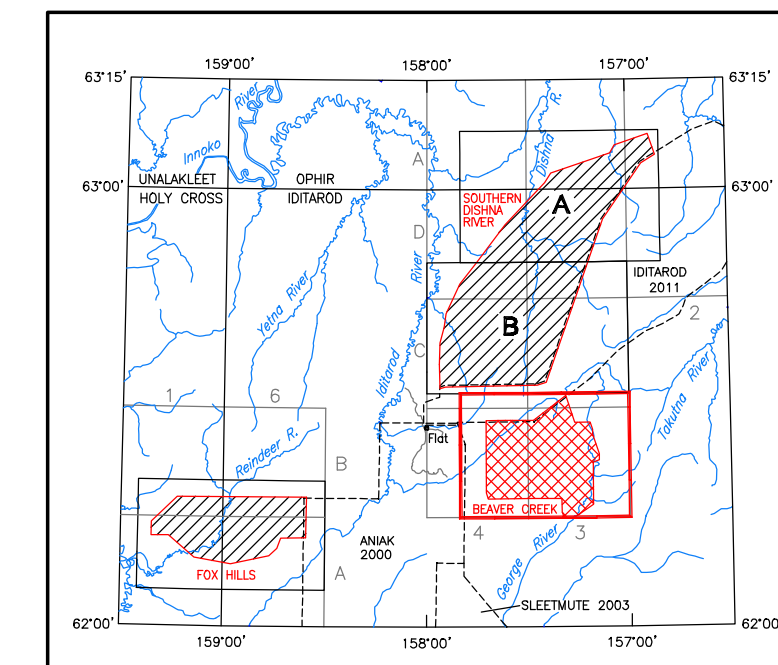 159°00'
158°00'
157°00'
63°15'
63°15'
River
Innoko
Dishna R.
A
UNALAKLEET
OPHIR
63°00'
63°00'
HOLY CROSS
IDITAROD
SOUTHERN
DISHNA
RIVER
A
D
River
IDITAROD
2011
Yetna River
B
2
C
Iditarod
Takutna River
1
6
Flat
Reindeer R.
B
BEAVER CREEK
4
3
ANIAK
2000
George River
A
FOX HILLS
SLEETMUTE 2003
62°00'
62°00'
159°00'
158°00'
157°00'